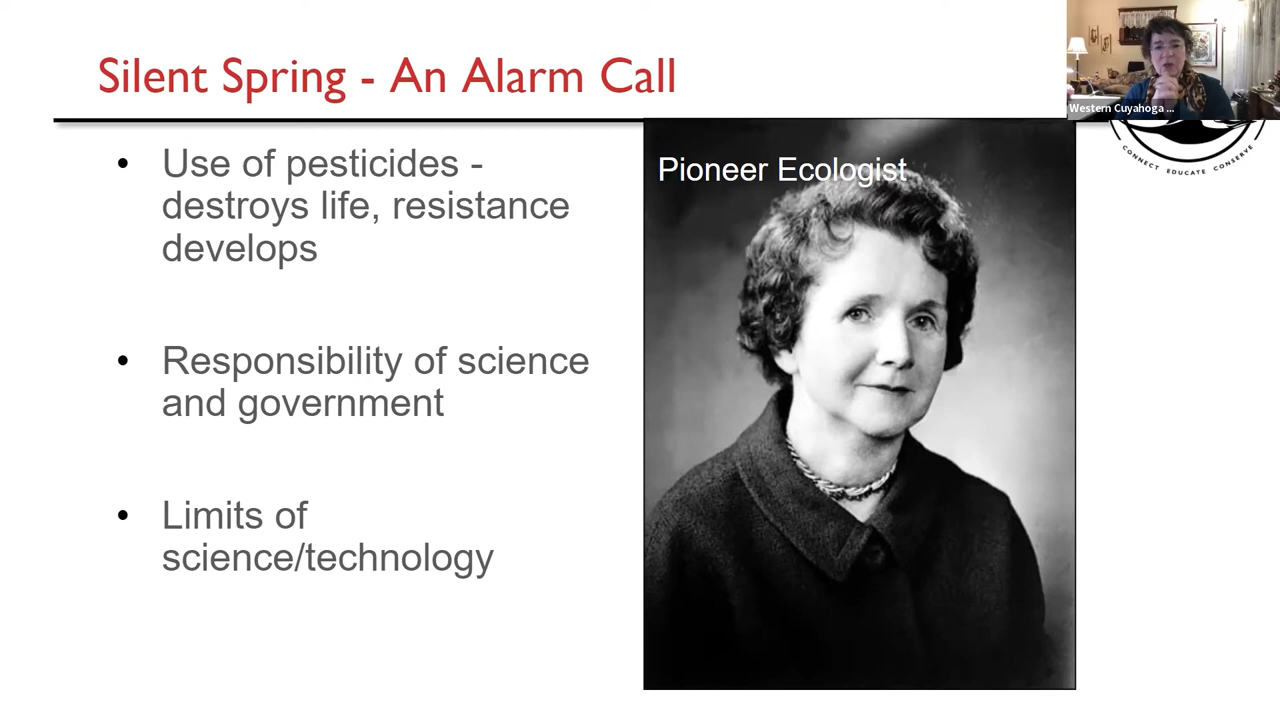 Silent Spring - An Alarm Call
Western Cuyahoga ...
CONNECT EDUCATE CONSERVE
Pioneer Ecologist
• Use of pesticides -
destroys life, resistance
develops
• Responsibility of science
and government
• Limits of
science/technology